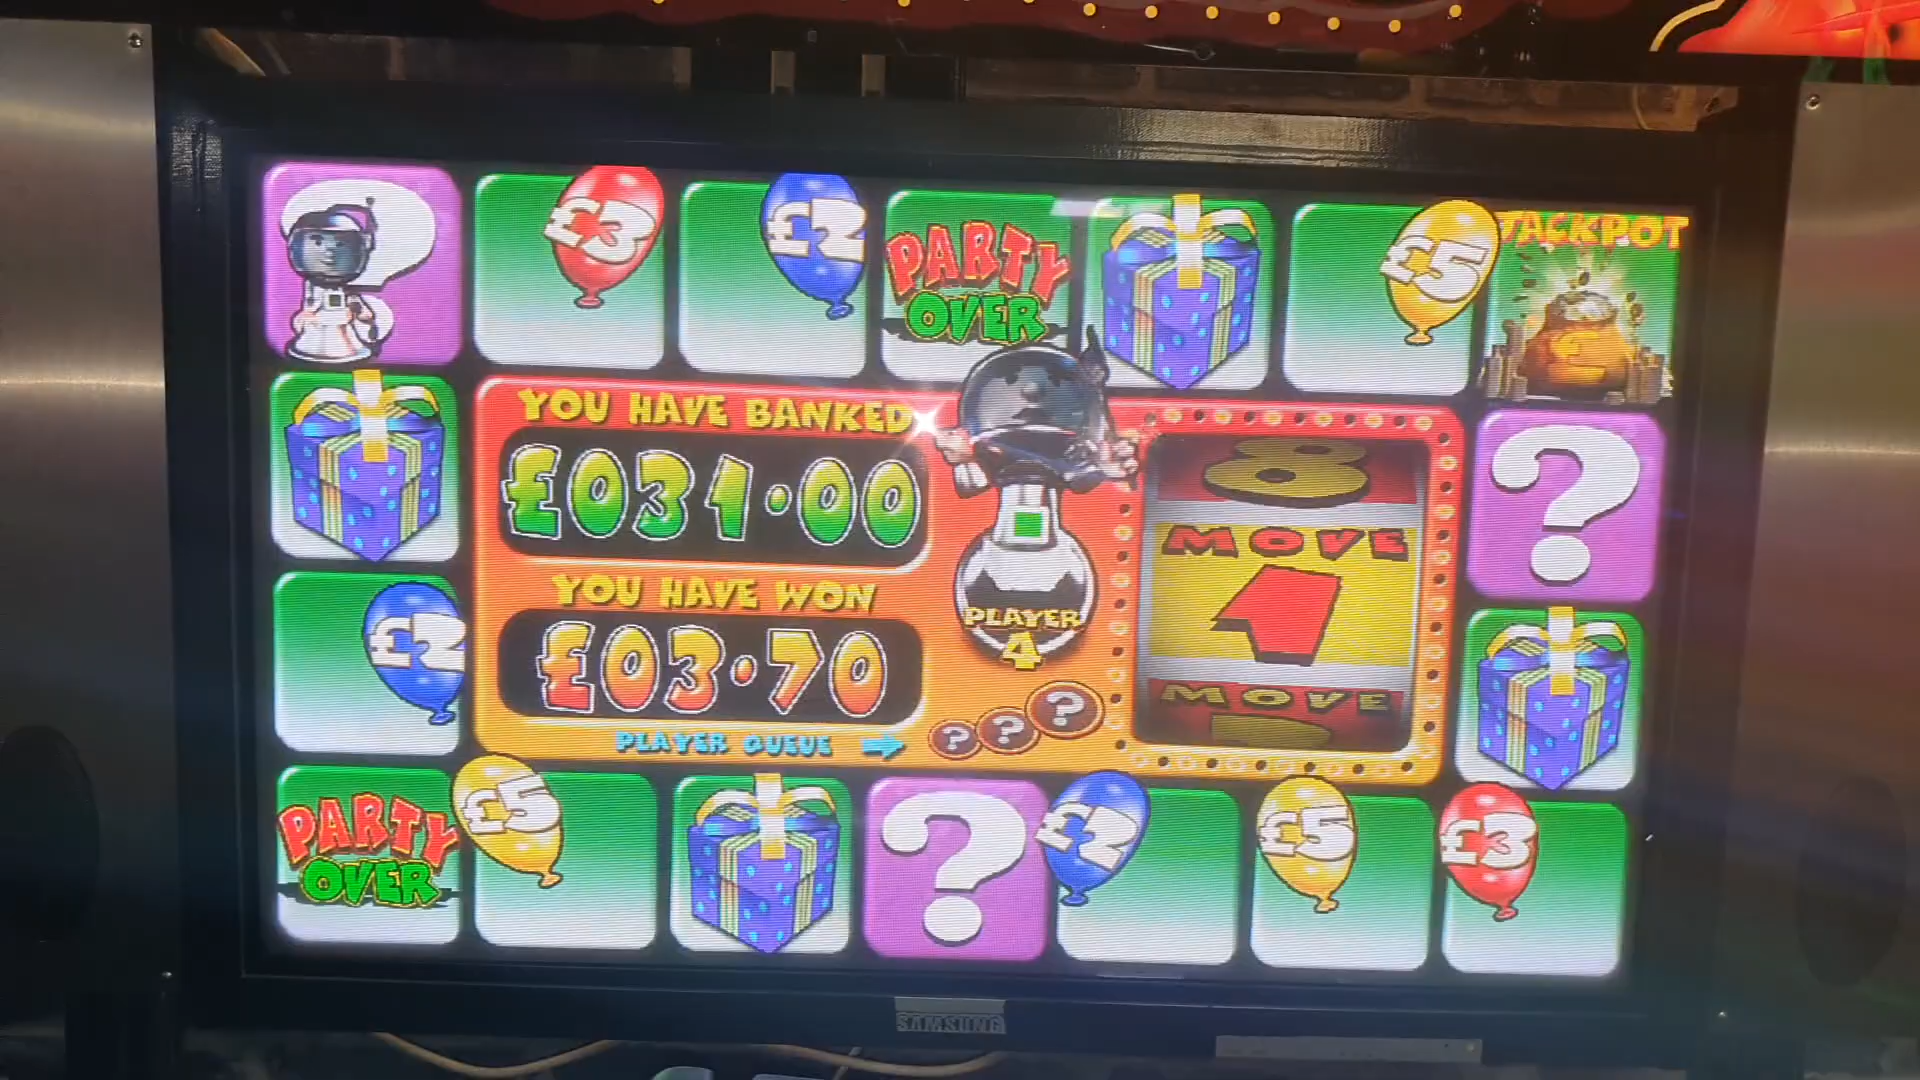 ?
£3
£2
PARTY
OVER
£5
JACKPOT
£
YOU HAVE BANKED
£031.00
8
MOVE
1
?
YOU HAVE WON
£03.70
PLAYER
4
MOVE
£2
PLAYER QUEUE
? ? ?
PARTY
OVER
£5
?
£2
£5
£3
SAMSUNG